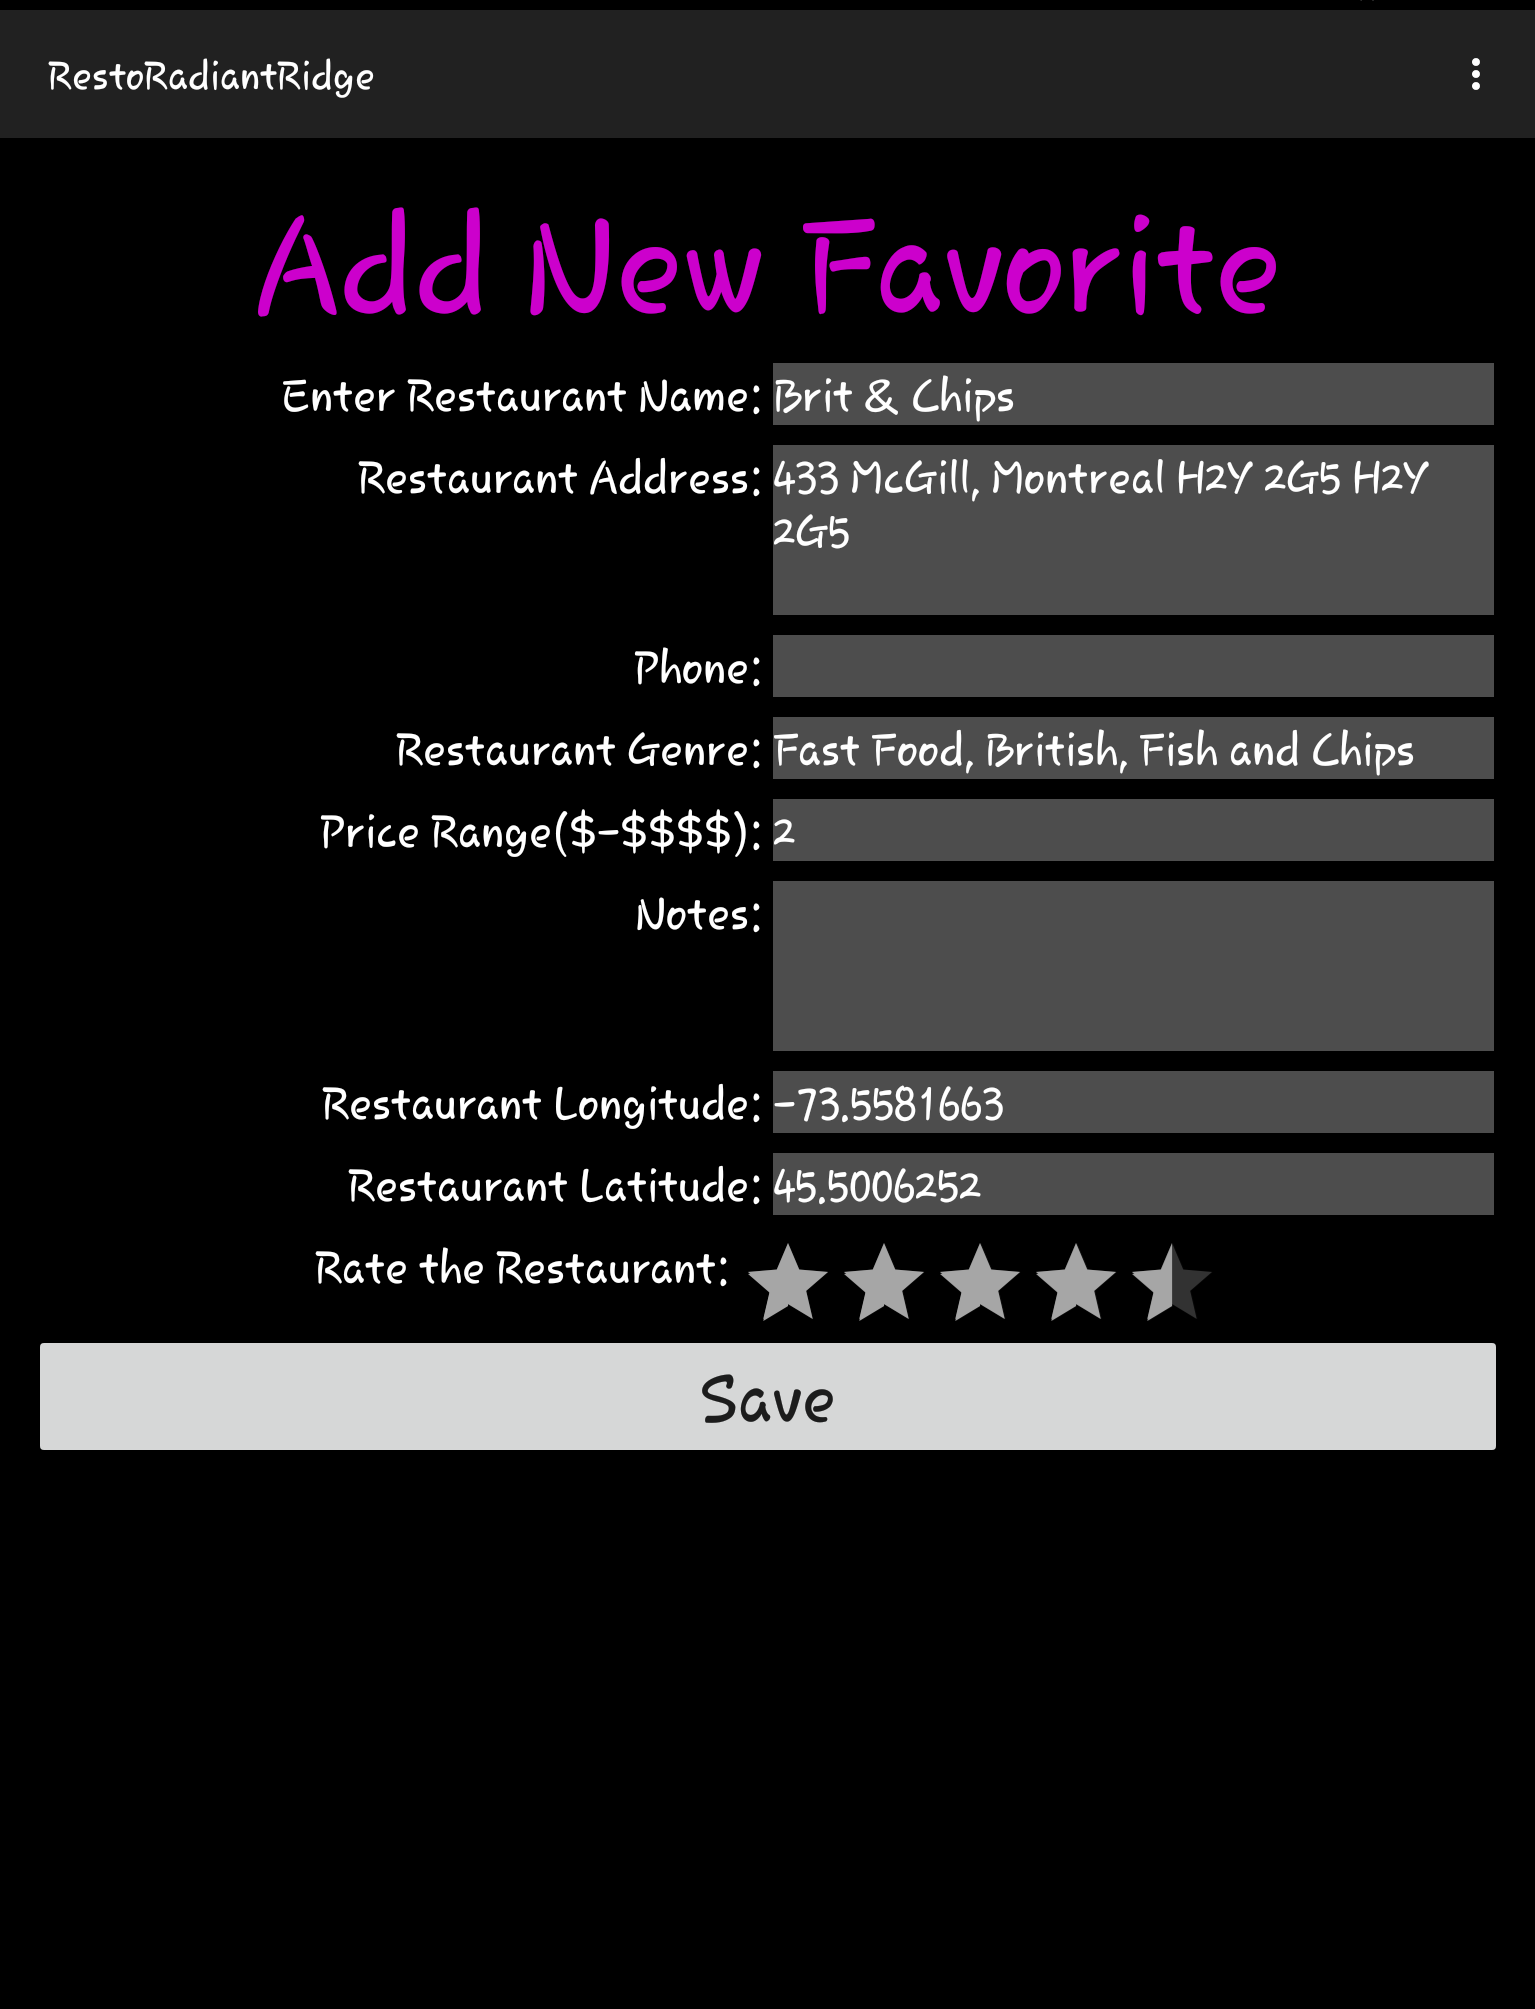 RestoRadiantRidge
Add New Favorite
Enter Restaurant Name: Brit & Chips
Restaurant Address: 433 McGill, Montreal H2Y 2G5 H2Y
2G5
Phone:
Restaurant Genre: Fast Food, British, Fish and Chips
Price Range($-$$$$): 2
Notes:
Restaurant Longitude: -73.5581663
Restaurant Latitude: 45.5006252
Rate the Restaurant:
Save